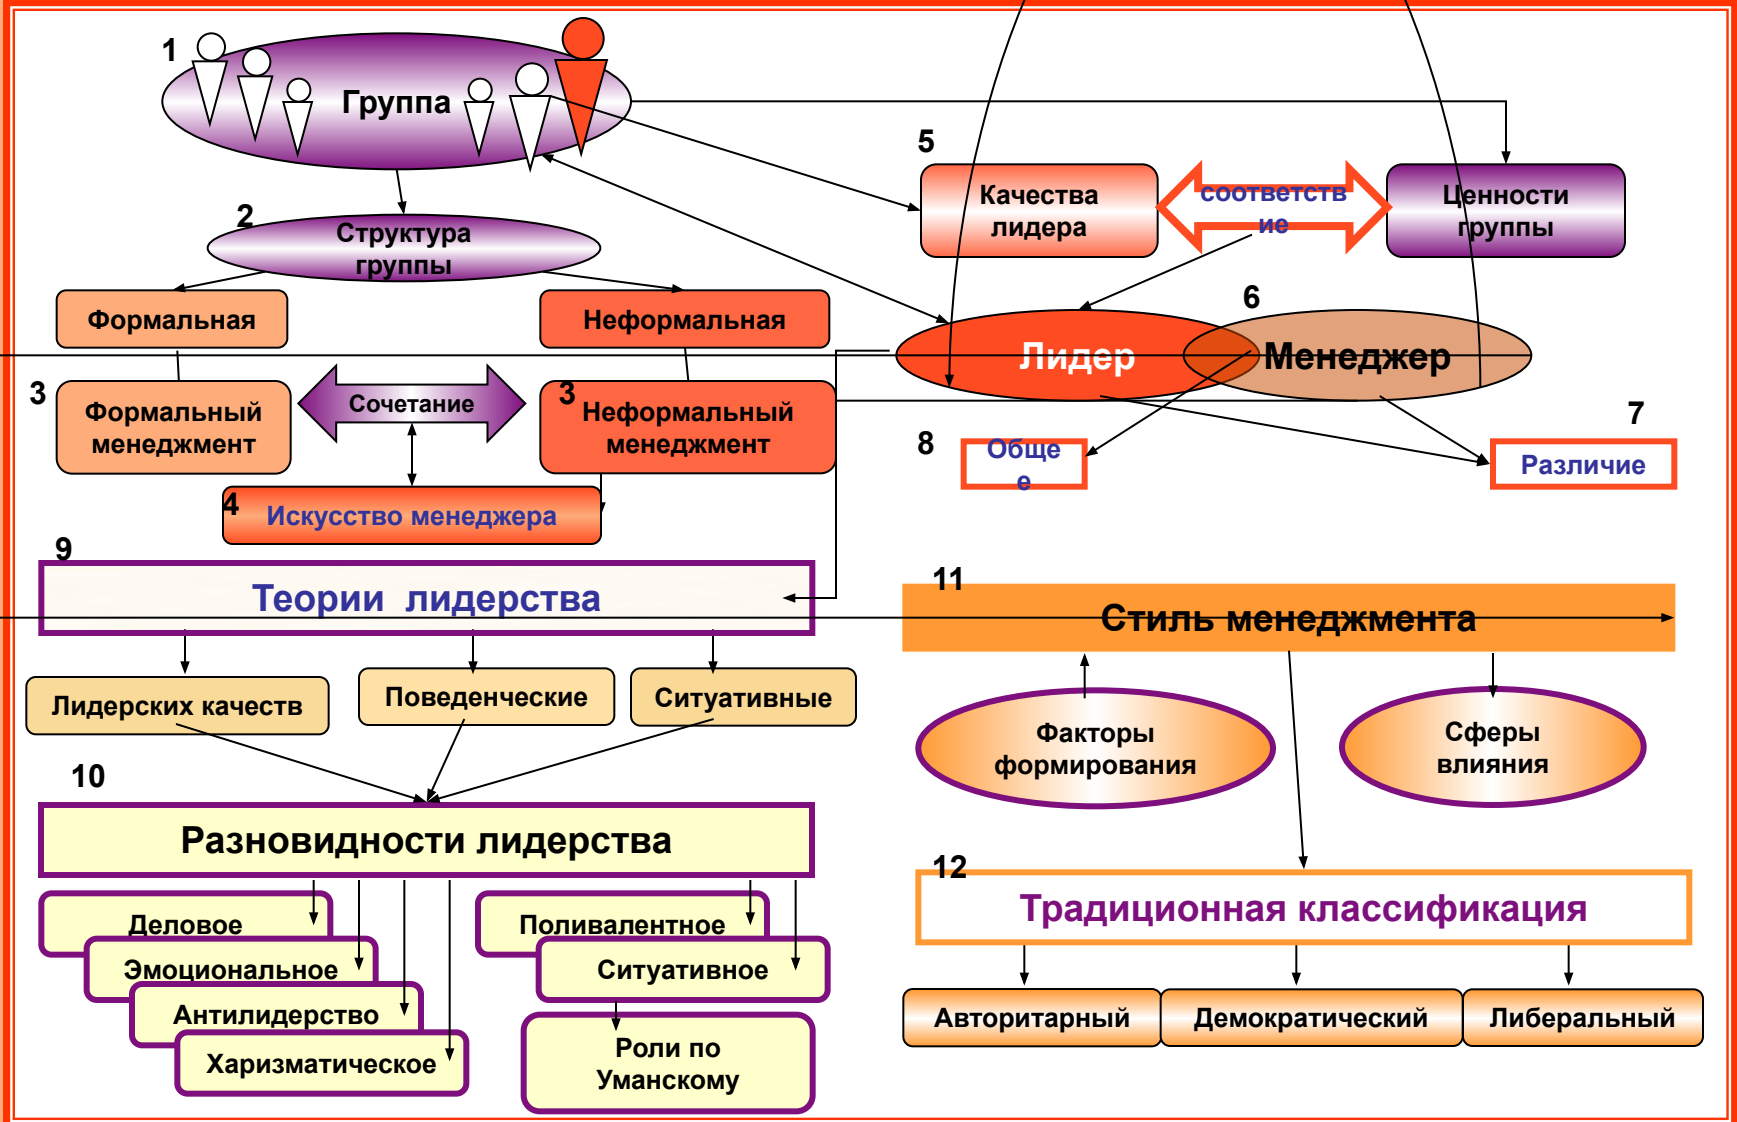 1
Группа
5
Качества
лидера
соответств
ие
Ценности
группы
2
Структура
группы
Формальная
Неформальная
6
Лидер
Менеджер
3
Формальный
менеджмент
Сочетание
3
Неформальный
менеджмент
7
8
Обще
е
Различие
4
Искусство менеджера
9
Теории лидерства
11
Стиль менеджмента
Лидерских качеств
Поведенческие
Ситуативные
Факторы
формирования
Сферы
влияния
10
Разновидности лидерства
12
Традиционная классификация
Деловое
Эмоциональное
Антилидерство
Харизматическое
Поливалентное
Ситуативное
Роли по
Уманскому
Авторитарный
Демократический
Либеральный